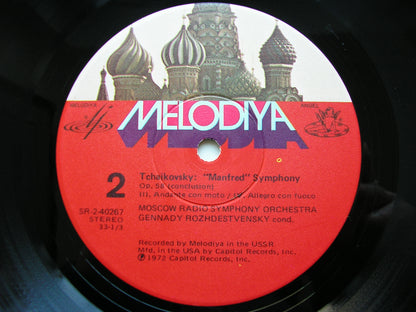 MELODIYA
ANGEL
MELODIYA
2
Tchaikovsky: "Manfred" Symphony
Op. 58 (conclusion)
III. Andante con moto / IV. Allegro con fuoco
SR-2-40267
STEREO
33-1/3
MOSCOW RADIO SYMPHONY ORCHESTRA
GENNADY ROZHDESTVENSKY cond.
Recorded by Melodiya in the USSR
Mfd. in the USA by Capitol Records, Inc.
℗ 1972 Capitol Records, Inc.